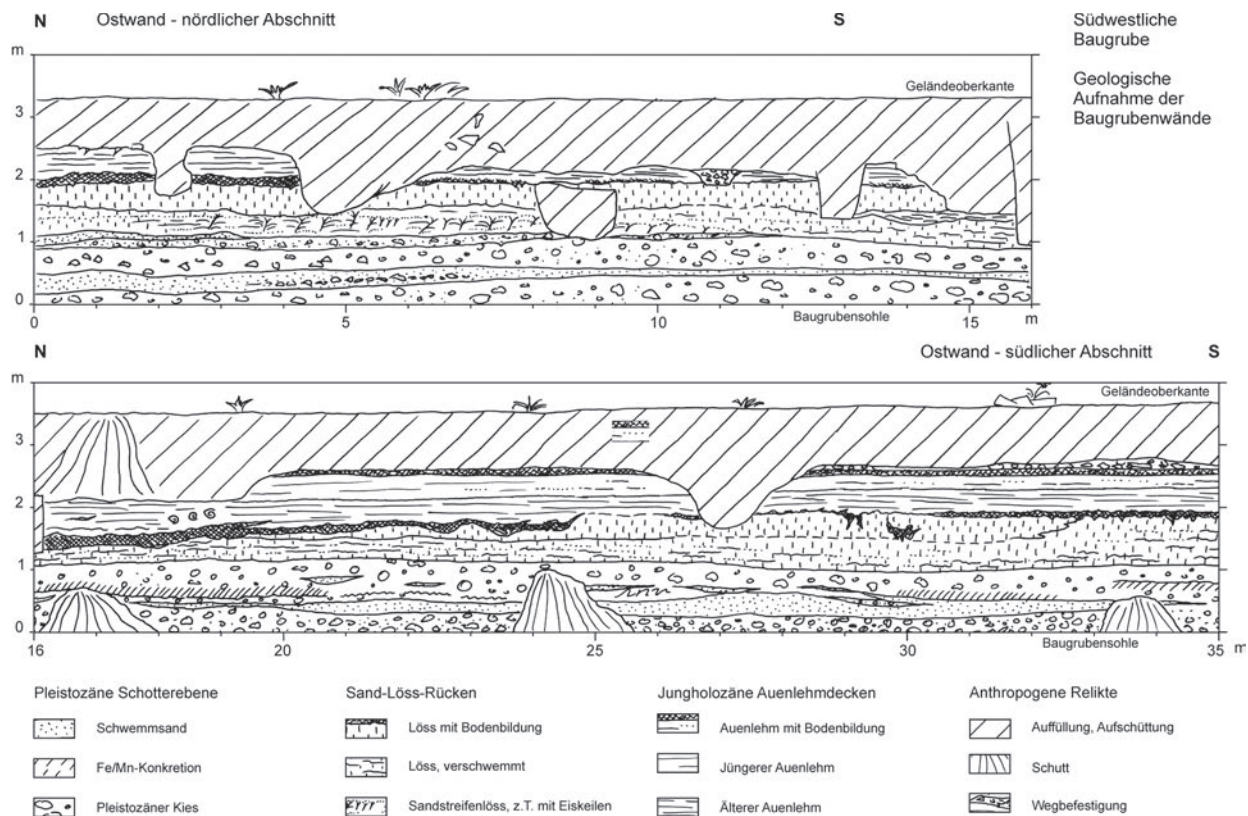 N Ostwand - nördlicher Abschnitt S
Südwestliche
Baugrube
Geologische
Aufnahme der
Baugrubenwände
m
Geländeoberkante
3
2
1
0
Baugrubensohle
0 5 10 15 m
N Ostwand - südlicher Abschnitt S
m
Geländeoberkante
3
2
1
0
Baugrubensohle
16 20 25 30 35 m
Pleistozäne Schotterebene
Schwemmsand
Fe/Mn-Konkretion
Pleistozäner Kies
Sand-Löss-Rücken
Löss mit Bodenbildung
Löss, verschwemmt
Sandstreifenlöss, z.T. mit Eiskeilen
Jungholozäne Auenlehmdecken
Auenlehm mit Bodenbildung
Jüngerer Auenlehm
Älterer Auenlehm
Anthropogene Relikte
Auffüllung, Aufschüttung
Schutt
Wegbefestigung